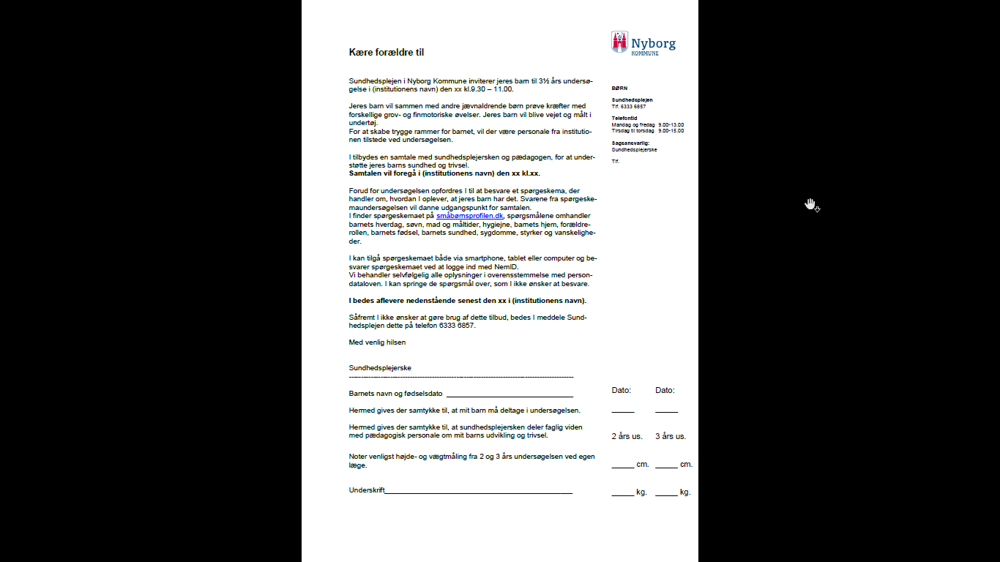 Nyborg
KOMMUNE
Kære forældre til
Sundhedsplejen i Nyborg Kommune inviterer jeres barn til 3½ års undersø-
gelse i (institutionens navn) den xx kl.9.30 – 11.00.
Jeres barn vil sammen med andre jævnaldrende børn prøve kræfter med
forskellige grov- og finmotoriske øvelser. Jeres barn vil blive vejet og målt i
undertøj.
For at skabe trygge rammer for barnet, vil der være personale fra institutio-
nen tilstede ved undersøgelsen.
I tilbydes en samtale med sundhedsplejersken og pædagogen, for at under-
støtte jeres barns sundhed og trivsel.
Samtalen vil foregå i (institutionens navn) den xx kl.xx.
Forud for undersøgelsen opfordres I til at besvare et spørgeskema, der
handler om, hvordan I oplever, at jeres barn har det. Svarene fra spørgeske-
maundersøgelsen vil danne udgangspunkt for samtalen.
I finder spørgeskemaet på småbørnsprofilen.dk, spørgsmålene omhandler
barnets hverdag, søvn, mad og måltider, hygiejne, barnets hjem, forældre-
rollen, barnets fødsel, barnets sundhed, sygdomme, styrker og vanskelighe-
der.
I kan tilgå spørgeskemaet både via smartphone, tablet eller computer og be-
svarer spørgeskemaet ved at logge ind med NemID.
Vi behandler selvfølgelig alle oplysninger i overensstemmelse med person-
dataloven. I kan springe de spørgsmål over, som I ikke ønsker at besvare.
I bedes aflevere nedenstående senest den xx i (institutionens navn).
Såfremt I ikke ønsker at gøre brug af dette tilbud, bedes I meddele Sund-
hedsplejen dette på telefon 6333 6857.
Med venlig hilsen
Sundhedsplejerske
Barnets navn og fødselsdato ______________________________
Hermed gives der samtykke til, at mit barn må deltage i undersøgelsen.
Hermed gives der samtykke til, at sundhedsplejersken deler faglig viden
med pædagogisk personale om mit barns udvikling og trivsel.
Noter venligst højde- og vægtmåling fra 2 og 3 års undersøgelsen ved egen
læge.
Underskrift_____________________________________________
BØRN
Sundhedsplejen
Tlf. 6333 6857
Telefontid
Mandag og fredag 9.00-13.00
Tirsdag til torsdag 9.00-15.00
Sagsansvarlig:
Sundhedsplejerske
Tlf.
Dato: Dato:
_____ _____
2 års us. 3 års us.
_____ cm. _____ cm.
_____ kg. _____ kg.